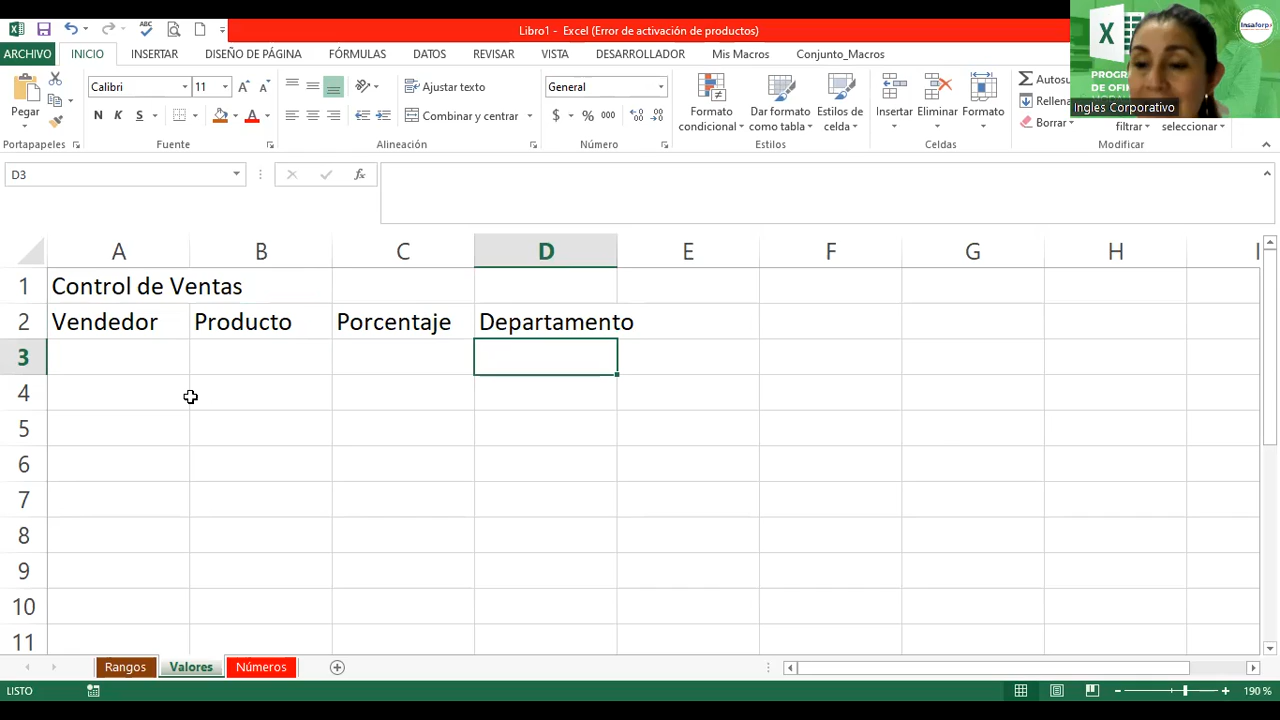 Libro1 - Excel (Error de activación de productos)
ARCHIVO INICIO INSERTAR DISEÑO DE PÁGINA FÓRMULAS DATOS REVISAR VISTA DESARROLLADOR Mis Macros Conjunto_Macros
Pegar
Portapapeles
Calibri 11
N K S
Fuente
Ajustar texto
Combinar y centrar
Alineación
General
$ % 000
Número
Formato condicional
Dar formato como tabla
Estilos de celda
Estilos
Insertar
Eliminar
Formato
Celdas
Borrar
filtrar
seleccionar
Modificar
Insaforp
DE
Ingles Corporativo
D3
fx
A B C D E F G H I
1 Control de Ventas
2 Vendedor Producto Porcentaje Departamento
3
4
5
6
7
8
9
10
11
Rangos Valores Números
LISTO
190 %